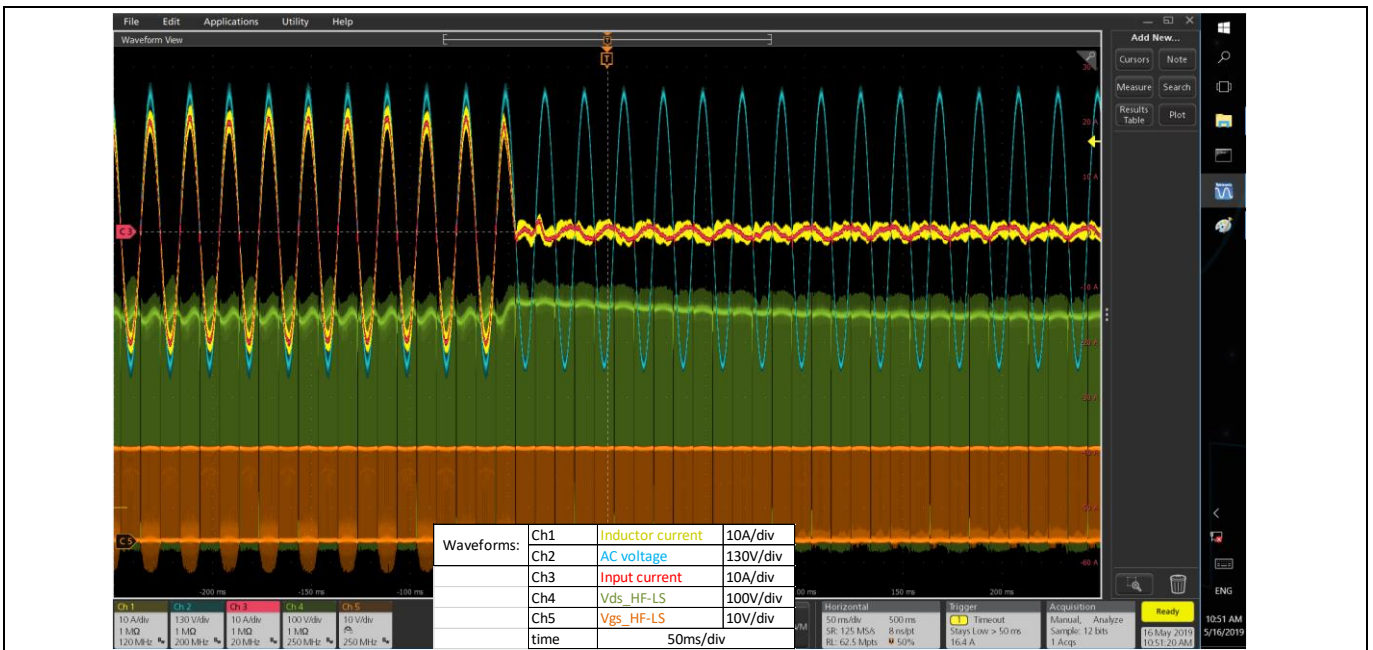 File Edit Applications Utility Help
Waveform View
Add New...
Cursors Note
Measure Search
Results Table Plot
T
T
20 A
10 A
-10 A
-20 A
-60 A
C 3
C 5
-200 ms -150 ms -100 ms 150 ms 200 ms
Waveforms: Ch1 Inductor current 10A/div
Ch2 AC voltage 130V/div
Ch3 Input current 10A/div
Ch4 Vds_HF-LS 100V/div
Ch5 Vgs_HF-LS 10V/div
time 50ms/div
Ch 1
10 A/div
1 MΩ
120 MHz
Ch 2
130 V/div
1 MΩ
200 MHz
Ch 3
10 A/div
1 MΩ
20 MHz
Ch 4
100 V/div
1 MΩ
250 MHz
Ch 5
10 V/div
250 MHz
Horizontal
50 ms/div 500 ms
SR: 125 MS/s 8 ns/pt
RL: 62.5 Mpts 50%
Trigger
1 Timeout
Stays Low > 50 ms
16.4 A
Acquisition
Manual, Analyze
Sample: 12 bits
1 Acqs
Ready
16 May 2019
10:51:20 AM
ENG
10:51 AM
5/16/2019